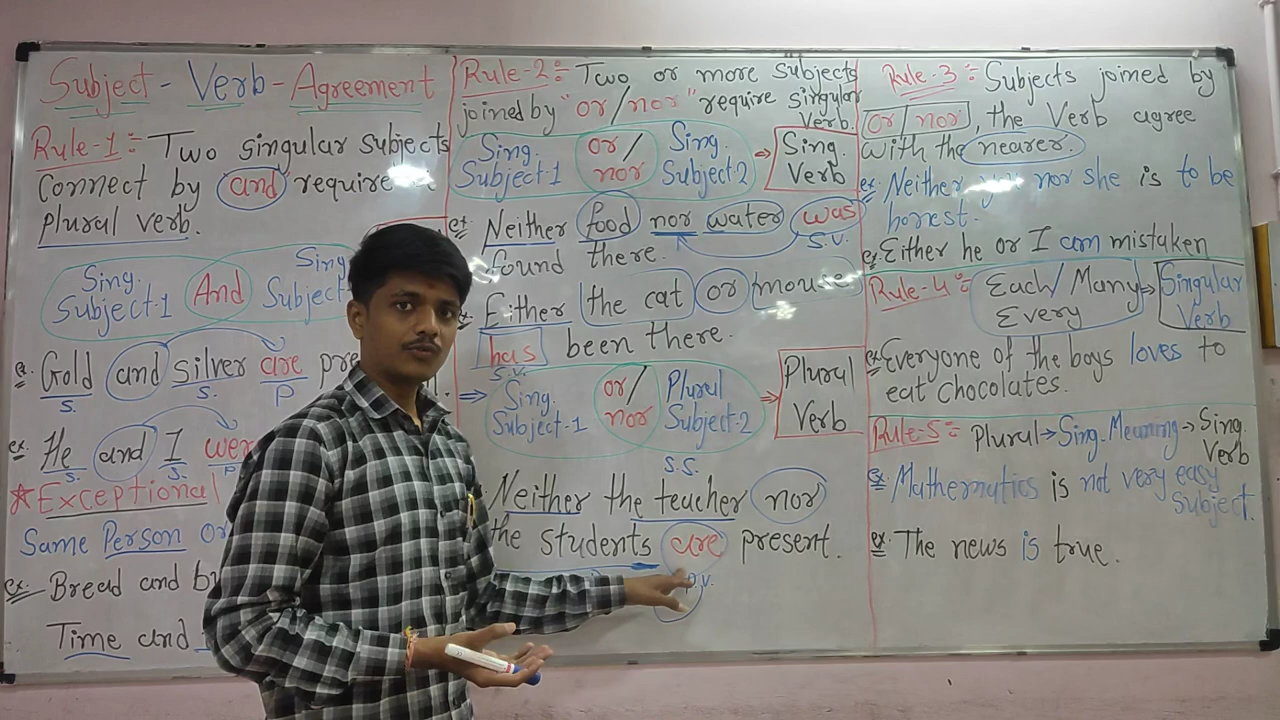 Subject - Verb - Agreement
Rule-1 :- Two singular subjects
Connect by and require a
plural verb.
Sing. Subject-1 And Sing Subject
ex. Gold and silver are pre
S. S. P
ex. He and I were
S. S. P
* Exceptional
Same Person or
ex. Bread and b
Time and
Rule-2 :- Two or more subjects
joined by "or/nor" require singular
verb.
Sing. Subject-1 or/nor Sing. Subject-2 → Sing. Verb
ex. Neither food nor water was
S.V.
found there.
ex. Either the cat or mouse
has been there.
S.V.
⇒ Sing. Subject-1 or/nor Plural Subject-2 → Plural Verb
S.S.
Neither the teacher nor
the students are present.
P.V.
Rule-3 :- Subjects joined by
or/nor, the verb agree
with the nearer.
ex. Neither you nor she is to be
honest.
ex. Either he or I am mistaken
Rule-4 :- Each/Many Every → Singular Verb
ex. Everyone of the boys loves to
eat chocolates.
Rule-5 :- Plural → Sing. Meaning → Sing. Verb
ex. Mathematics is not very easy
Subject.
ex. The news is true.